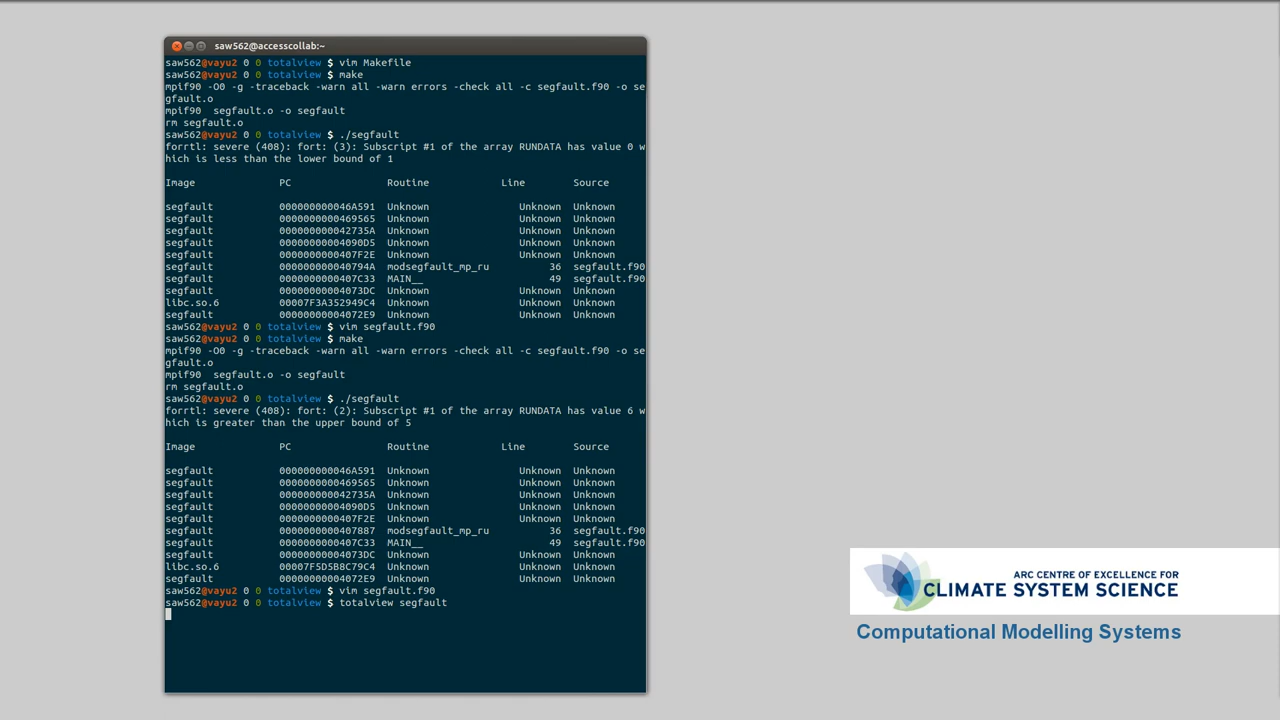 saw562@accesscollab:~
saw562@vayu2 0 0 totalview $ vim Makefile
saw562@vayu2 0 0 totalview $ make
mpif90 -O0 -g -traceback -warn all -warn errors -check all -c segfault.f90 -o se
gfault.o
mpif90  segfault.o -o segfault
rm segfault.o
saw562@vayu2 0 0 totalview $ ./segfault
forrtl: severe (408): fort: (3): Subscript #1 of the array RUNDATA has value 0 w
hich is less than the lower bound of 1
Image              PC                Routine            Line        Source
segfault           000000000046A591  Unknown               Unknown  Unknown
segfault           0000000000469565  Unknown               Unknown  Unknown
segfault           000000000042735A  Unknown               Unknown  Unknown
segfault           00000000004090D5  Unknown               Unknown  Unknown
segfault           0000000000407F2E  Unknown               Unknown  Unknown
segfault           000000000040794A  modsegfault_mp_ru          36  segfault.f90
segfault           0000000000407C33  MAIN__                     49  segfault.f90
segfault           00000000004073DC  Unknown               Unknown  Unknown
libc.so.6          00007F3A352949C4  Unknown               Unknown  Unknown
segfault           00000000004072E9  Unknown               Unknown  Unknown
saw562@vayu2 0 0 totalview $ vim segfault.f90
saw562@vayu2 0 0 totalview $ make
mpif90 -O0 -g -traceback -warn all -warn errors -check all -c segfault.f90 -o se
gfault.o
mpif90  segfault.o -o segfault
rm segfault.o
saw562@vayu2 0 0 totalview $ ./segfault
forrtl: severe (408): fort: (2): Subscript #1 of the array RUNDATA has value 6 w
hich is greater than the upper bound of 5
Image              PC                Routine            Line        Source
segfault           000000000046A591  Unknown               Unknown  Unknown
segfault           0000000000469565  Unknown               Unknown  Unknown
segfault           000000000042735A  Unknown               Unknown  Unknown
segfault           00000000004090D5  Unknown               Unknown  Unknown
segfault           0000000000407F2E  Unknown               Unknown  Unknown
segfault           0000000000407887  modsegfault_mp_ru          36  segfault.f90
segfault           0000000000407C33  MAIN__                     49  segfault.f90
segfault           00000000004073DC  Unknown               Unknown  Unknown
libc.so.6          00007F5D5B8C79C4  Unknown               Unknown  Unknown
segfault           00000000004072E9  Unknown               Unknown  Unknown
saw562@vayu2 0 0 totalview $ vim segfault.f90
saw562@vayu2 0 0 totalview $ totalview segfault
ARC CENTRE OF EXCELLENCE FOR
CLIMATE SYSTEM SCIENCE
Computational Modelling Systems